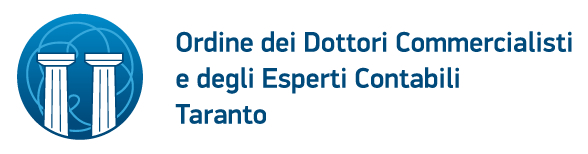 Ordine dei Dottori Commercialisti
e degli Esperti Contabili
Taranto